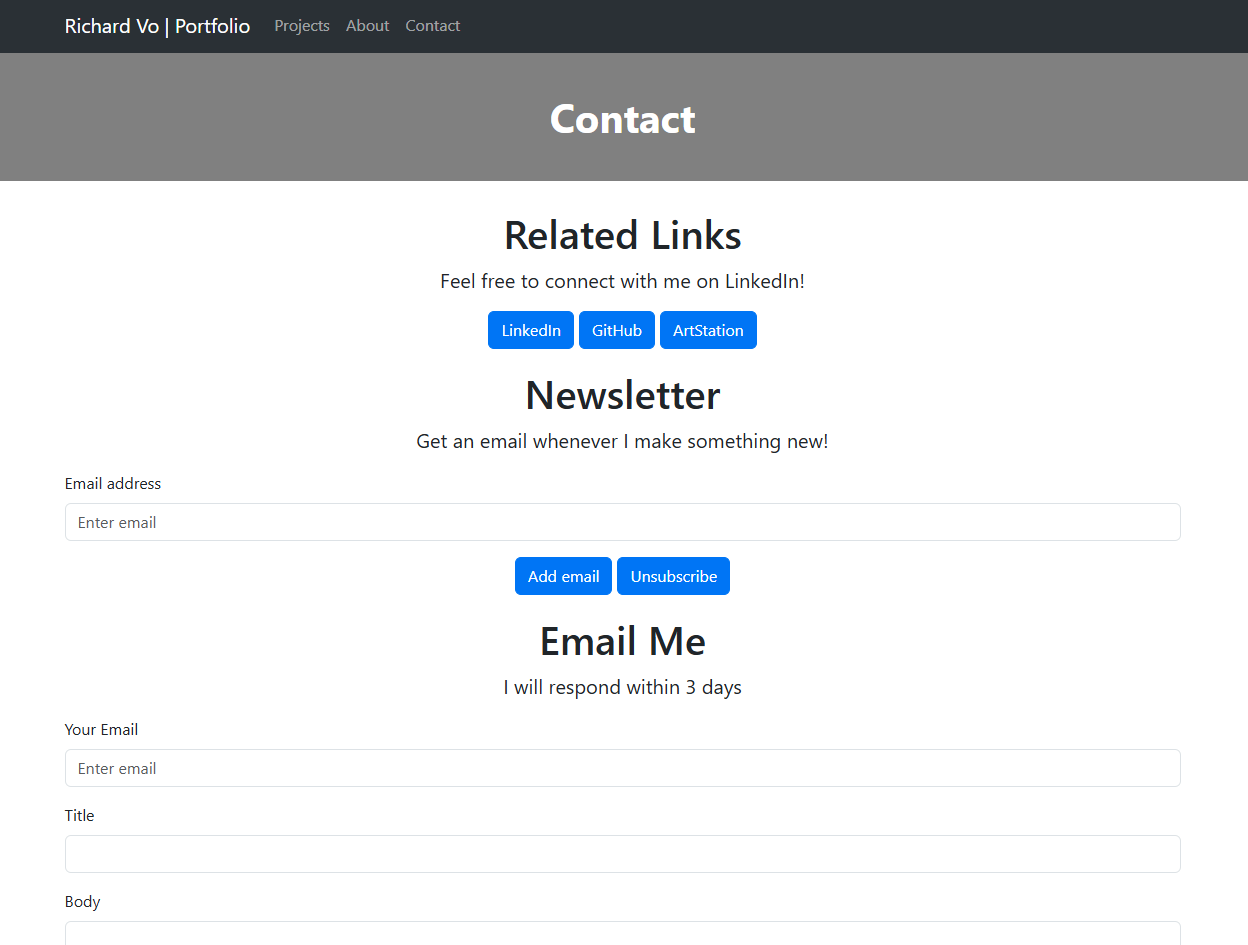 Richard Vo | Portfolio Projects About Contact
Contact
Related Links
Feel free to connect with me on LinkedIn!
LinkedIn GitHub ArtStation
Newsletter
Get an email whenever I make something new!
Email address
Enter email
Add email Unsubscribe
Email Me
I will respond within 3 days
Your Email
Enter email
Title
Body